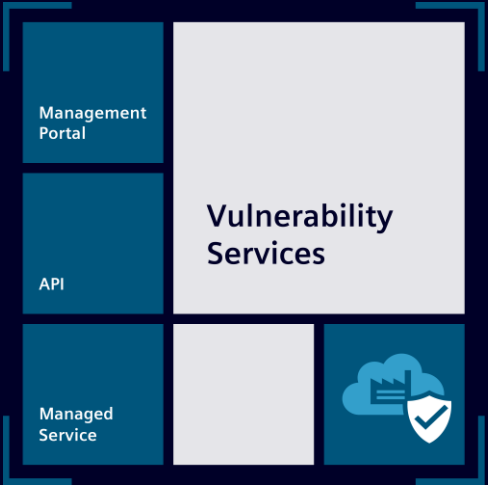 Management
Portal
Vulnerability
Services
API
Managed
Service